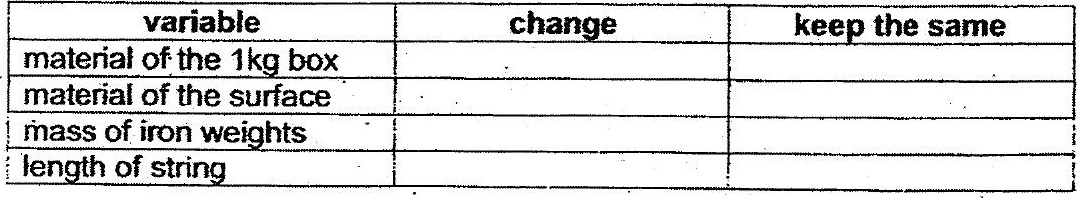 variable change keep the same
material of the 1kg box
material of the surface
mass of iron weights
length of string